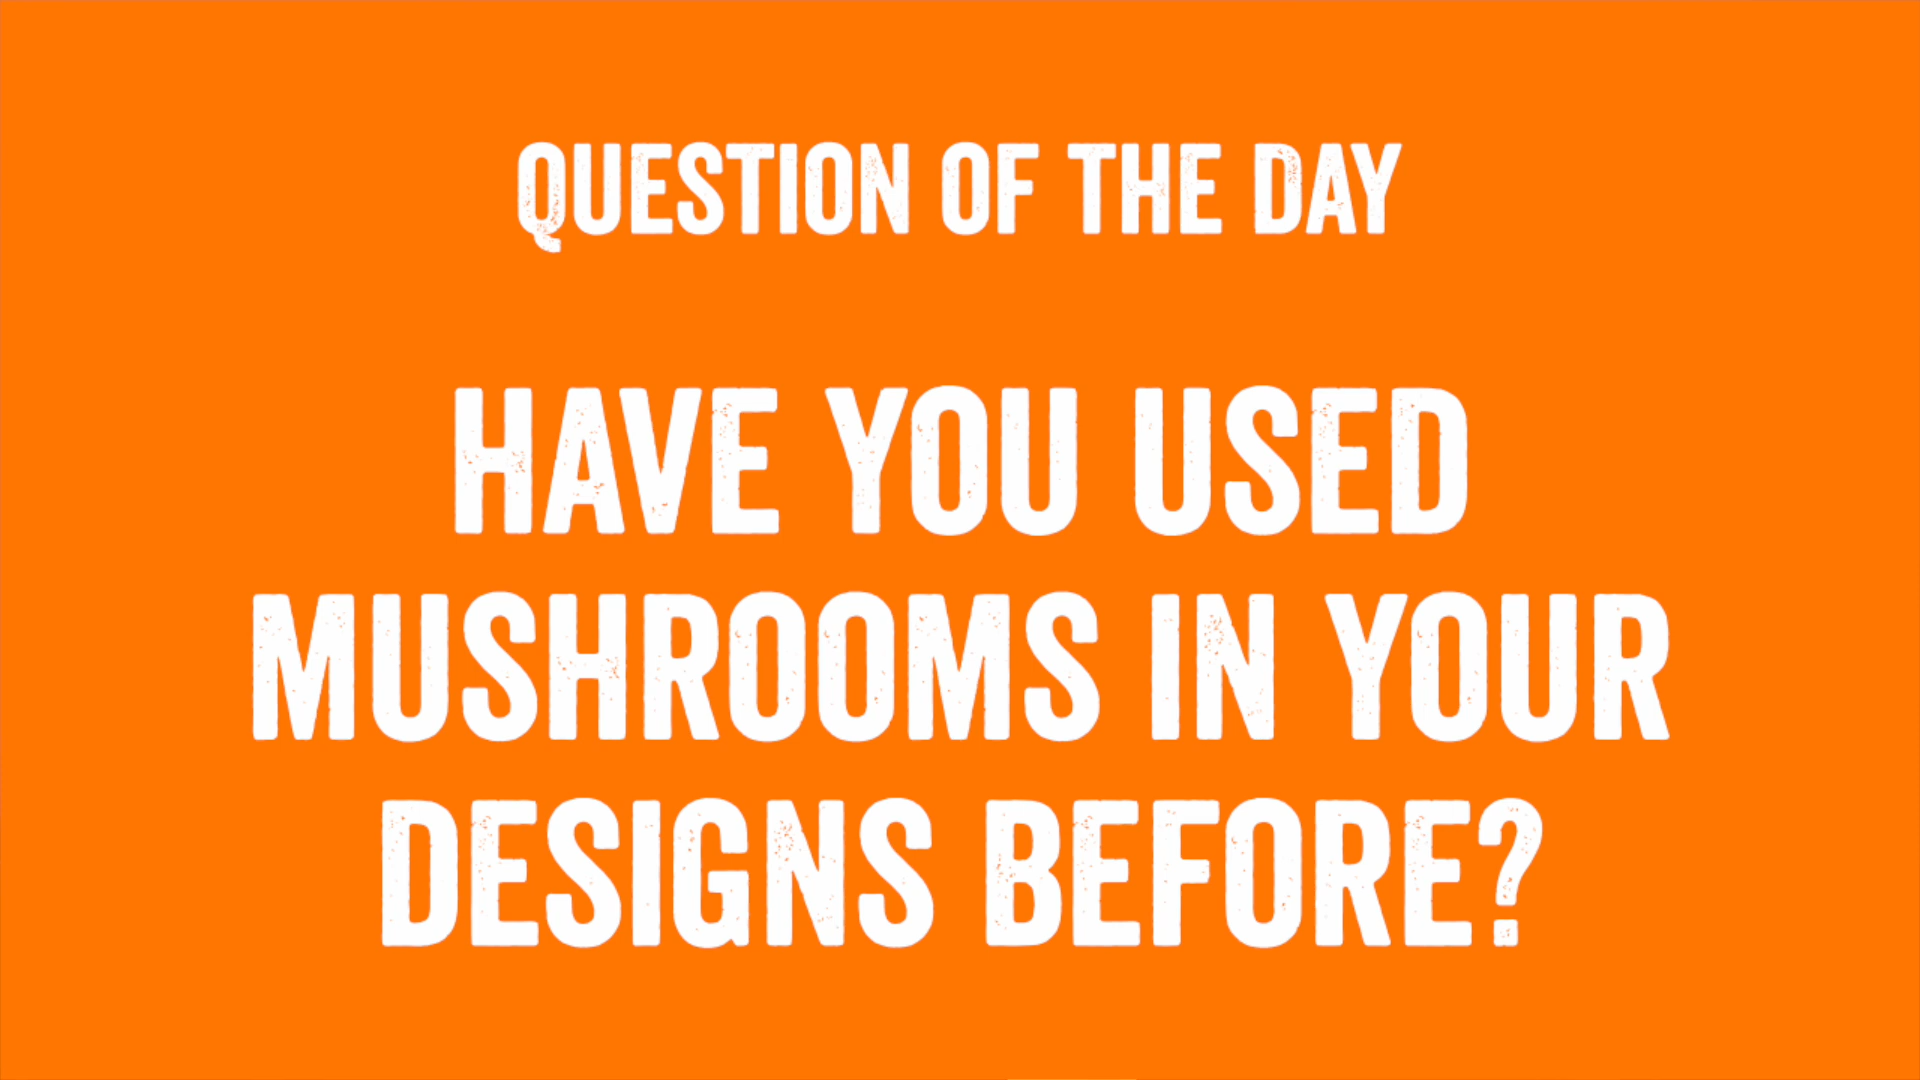 QUESTION OF THE DAY
HAVE YOU USED
MUSHROOMS IN YOUR
DESIGNS BEFORE?